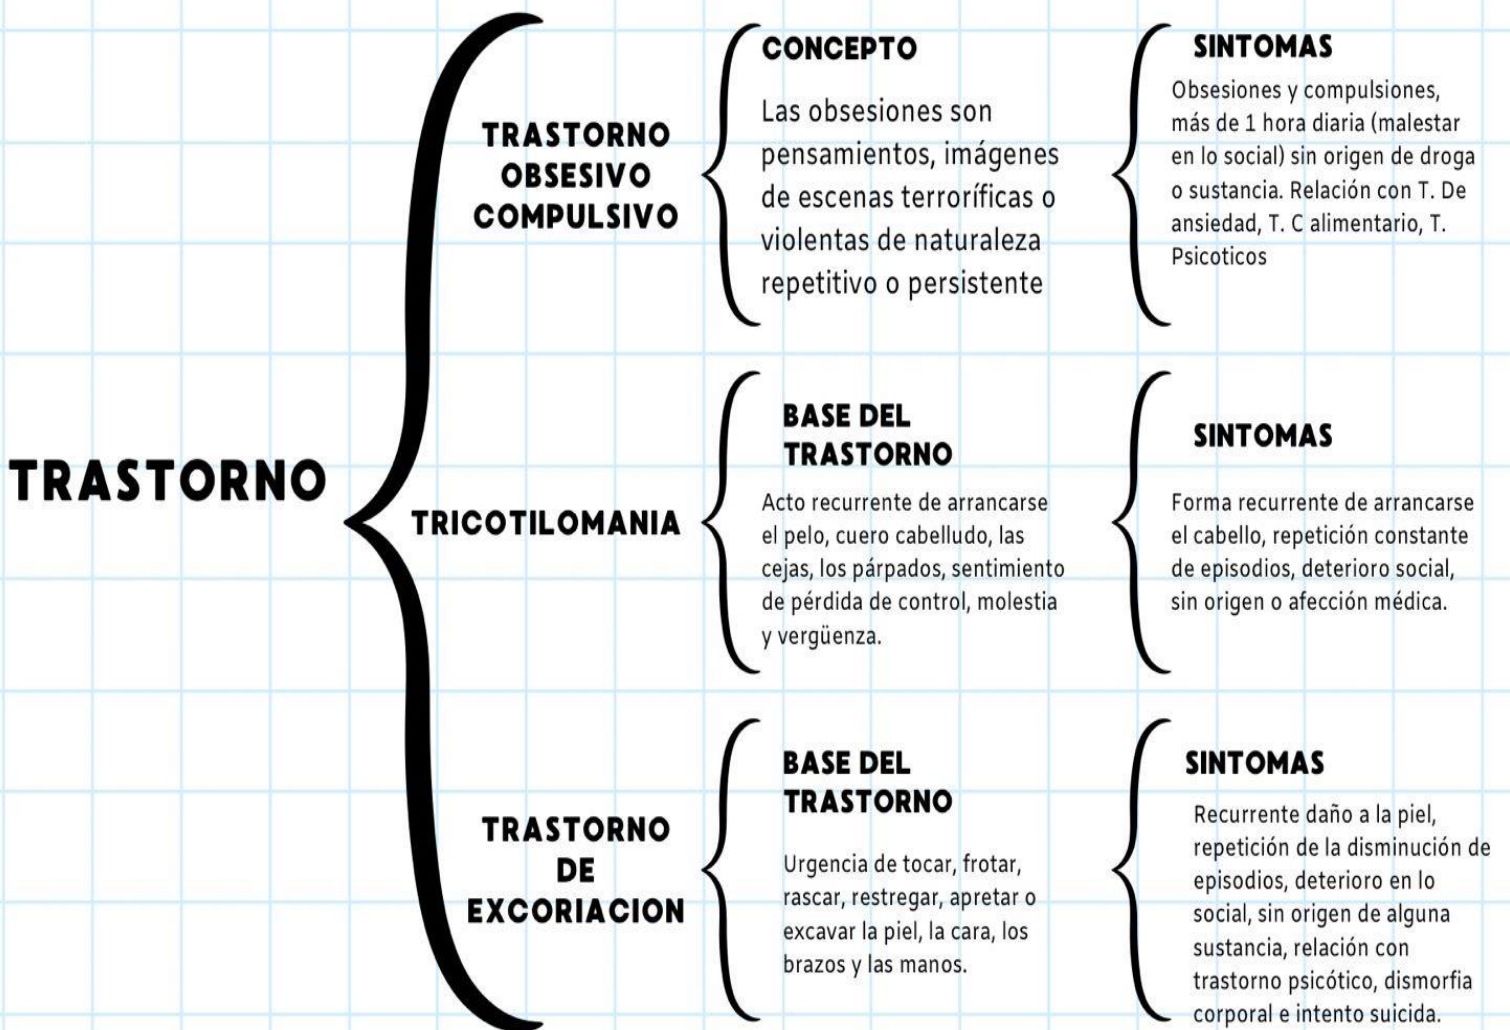 TRASTORNO
TRASTORNO
OBSESIVO
COMPULSIVO
CONCEPTO
Las obsesiones son
pensamientos, imágenes
de escenas terroríficas o
violentas de naturaleza
repetitivo o persistente
SINTOMAS
Obsesiones y compulsiones,
más de 1 hora diaria (malestar
en lo social) sin origen de droga
o sustancia. Relación con T. De
ansiedad, T. C alimentario, T.
Psicoticos
TRICOTILOMANIA
BASE DEL
TRASTORNO
Acto recurrente de arrancarse
el pelo, cuero cabelludo, las
cejas, los párpados, sentimiento
de pérdida de control, molestia
y vergüenza.
SINTOMAS
Forma recurrente de arrancarse
el cabello, repetición constante
de episodios, deterioro social,
sin origen o afección médica.
TRASTORNO
DE
EXCORIACION
BASE DEL
TRASTORNO
Urgencia de tocar, frotar,
rascar, restregar, apretar o
excavar la piel, la cara, los
brazos y las manos.
SINTOMAS
Recurrente daño a la piel,
repetición de la disminución de
episodios, deterioro en lo
social, sin origen de alguna
sustancia, relación con
trastorno psicótico, dismorfia
corporal e intento suicida.